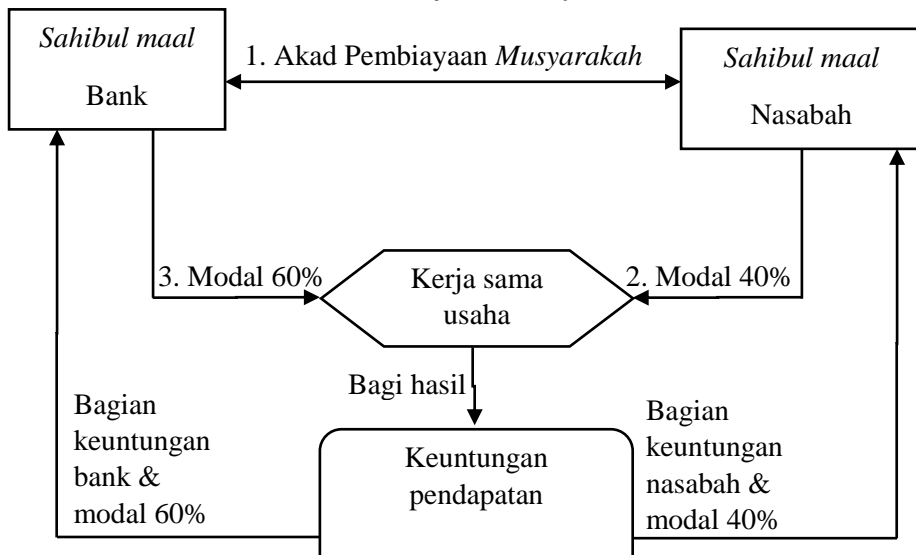 Sahibul maal
Bank
1. Akad Pembiayaan Musyarakah
Sahibul maal
Nasabah
3. Modal 60%
Kerja sama
usaha
2. Modal 40%
Bagi hasil
Bagian
keuntungan
bank &
modal 60%
Keuntungan
pendapatan
Bagian
keuntungan
nasabah &
modal 40%